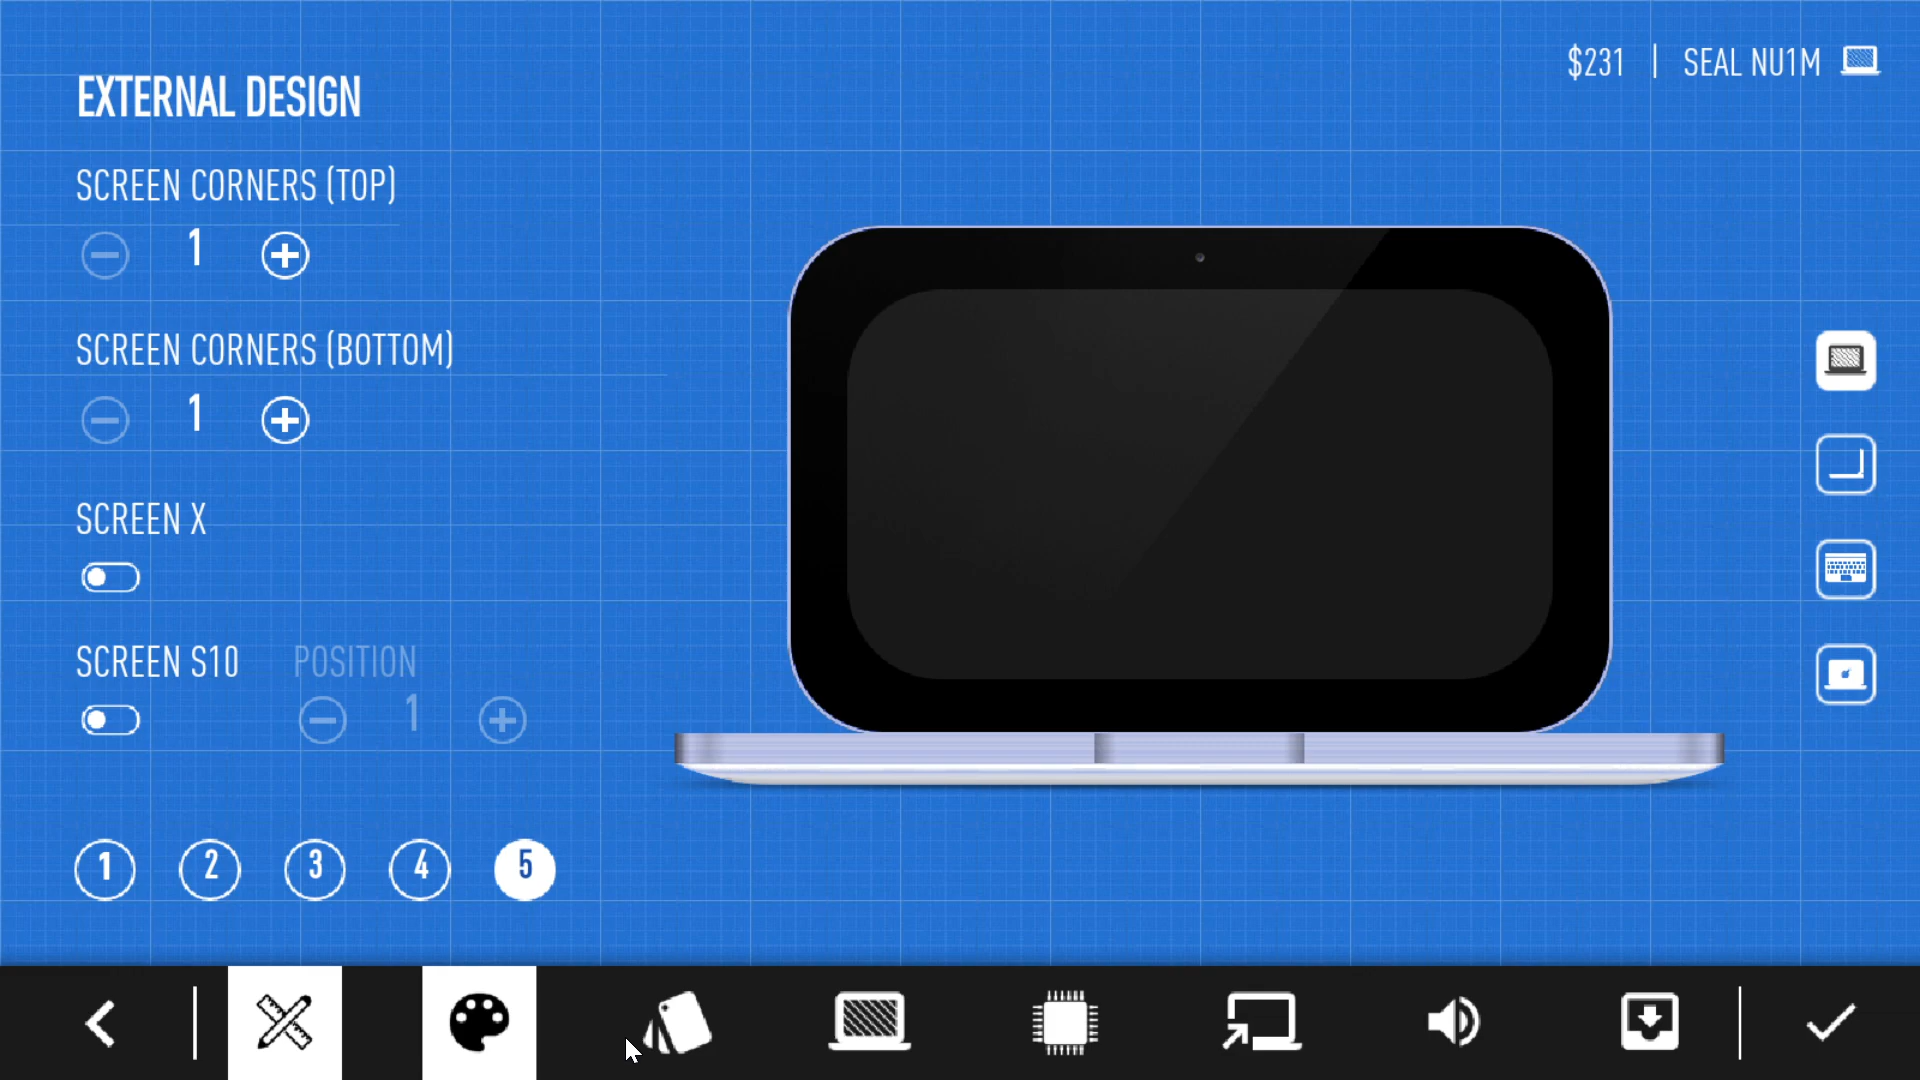 $231 | SEAL NU1M
EXTERNAL DESIGN
SCREEN CORNERS (TOP)
1
SCREEN CORNERS (BOTTOM)
1
SCREEN X
SCREEN S10 POSITION
1
1 2 3 4 5